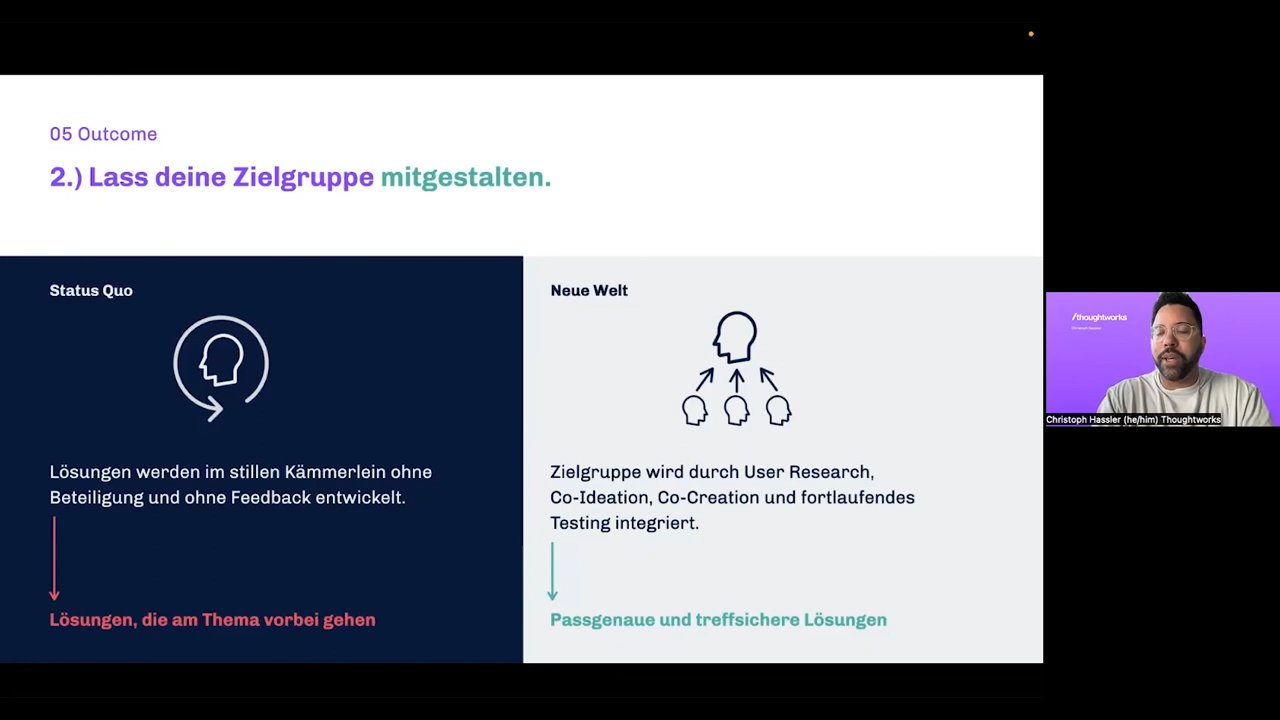 05 Outcome
2.) Lass deine Zielgruppe mitgestalten.
Status Quo
Lösungen werden im stillen Kämmerlein ohne
Beteiligung und ohne Feedback entwickelt.
Lösungen, die am Thema vorbei gehen
Neue Welt
Zielgruppe wird durch User Research,
Co-Ideation, Co-Creation und fortlaufendes
Testing integriert.
Passgenaue und treffsichere Lösungen
/thoughtworks
Christoph Hassler
Christoph Hassler (he/him) Thoughtworks